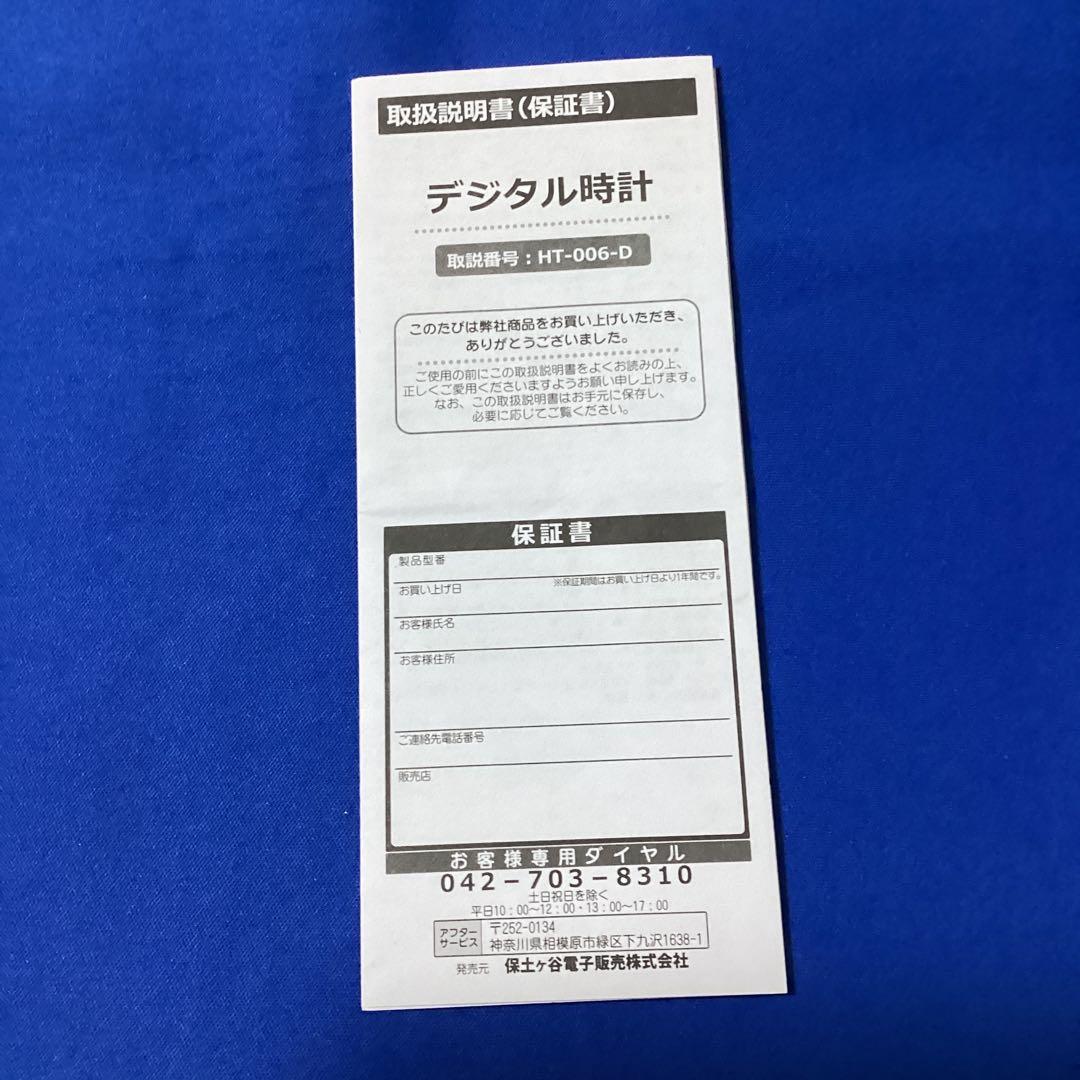 取扱説明書(保証書)
デジタル時計
取説番号：HT-006-D
このたびは弊社商品をお買い上げいただき、
ありがとうございました。
ご使用の前にこの取扱説明書をよくお読みの上、
正しくご愛用くださいますようお願い申し上げます。
なお、この取扱説明書はお手元に保存し、
必要に応じてご覧ください。
保証書
製品型番
お買い上げ日 ※保証期間はお買い上げ日より1年間です。
お客様氏名
お客様住所
ご連絡先電話番号
販売店
お客様専用ダイヤル
042－703－8310
土日祝日を除く
平日10：00〜12：00・13：00〜17：00
アフターサービス
〒252-0134
神奈川県相模原市緑区下九沢1638-1
発売元 保土ヶ谷電子販売株式会社